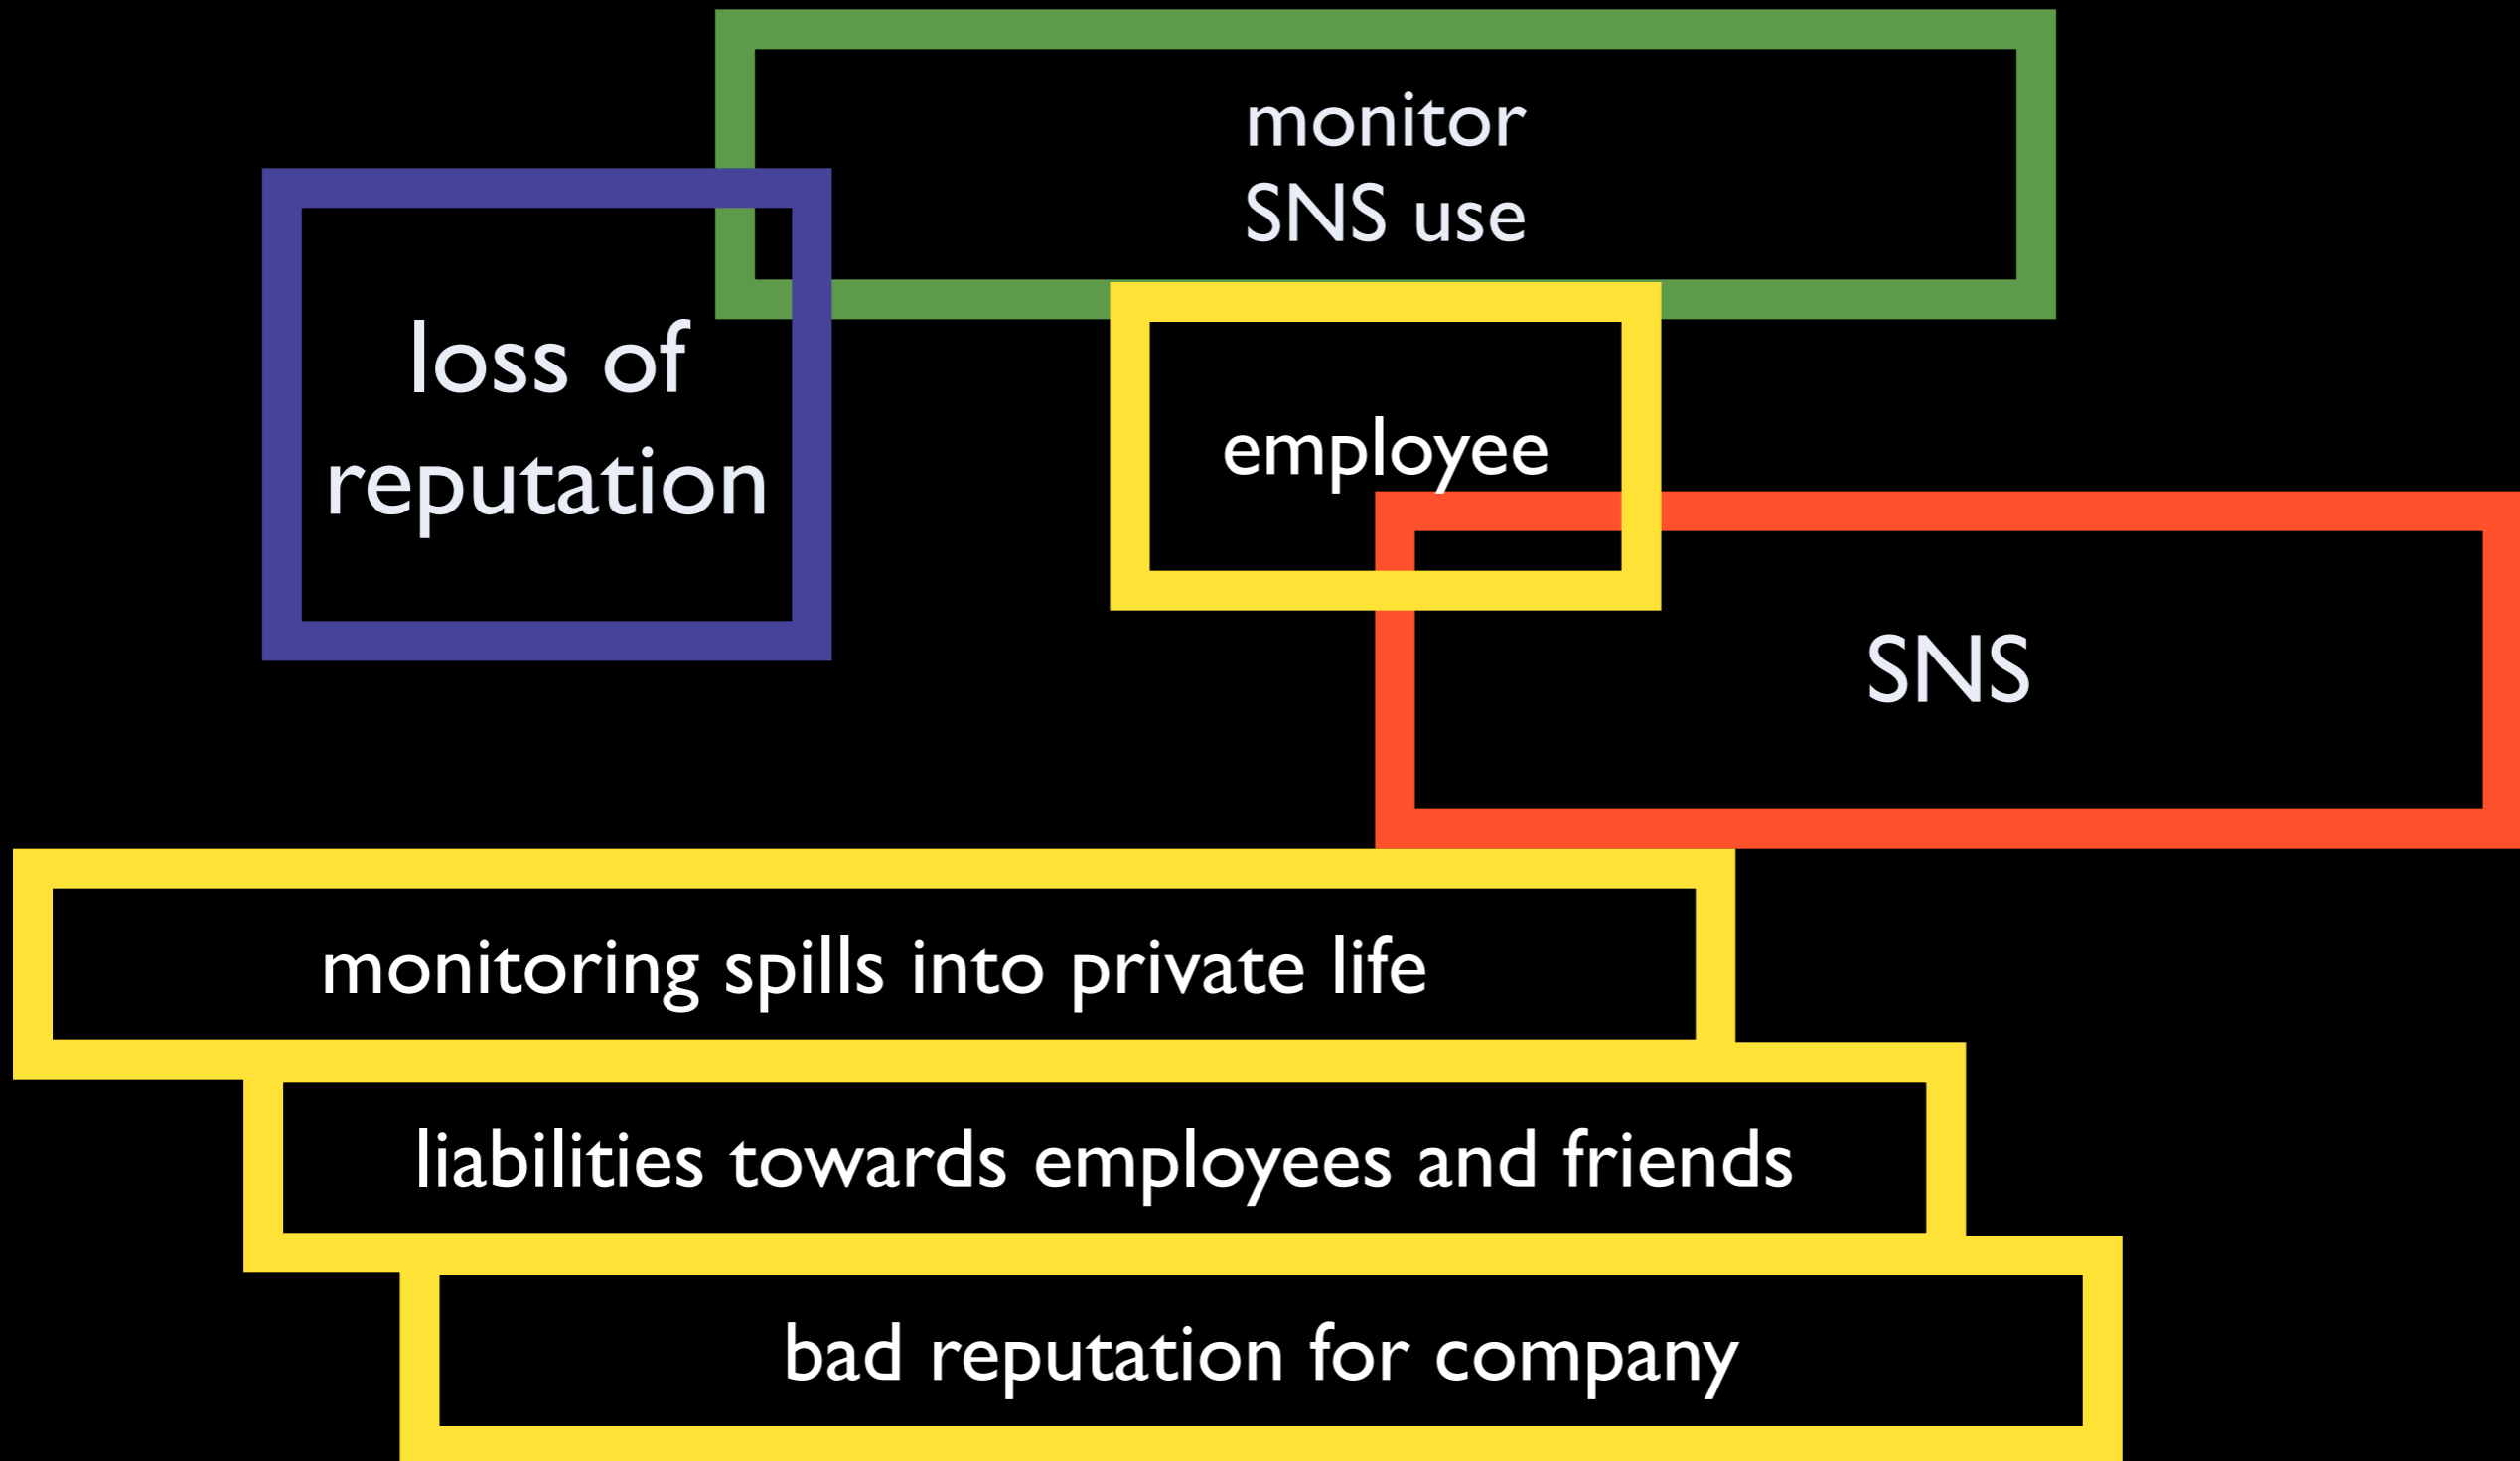 monitor
SNS use
loss of
reputation
employee
SNS
monitoring spills into private life
liabilities towards employees and friends
bad reputation for company